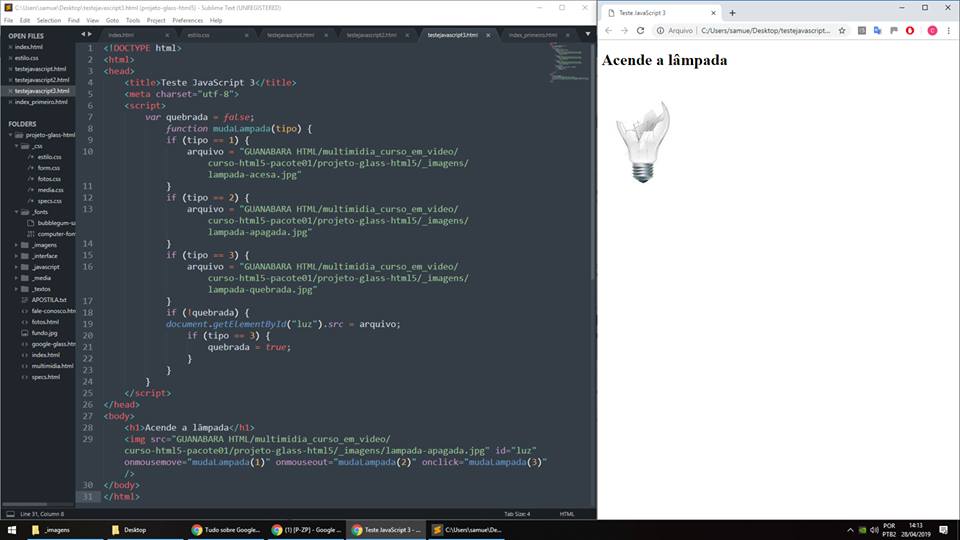 C:\Users\samue\Desktop\testejavascript3.html (projeto-glass-html5) - Sublime Text (UNREGISTERED)
File Edit Selection Find View Goto Tools Project Preferences Help
OPEN FILES
index.html
estilo.css
testejavascript.html
testejavascript2.html
testejavascript3.html
index_primeiro.html
FOLDERS
projeto-glass-html
_css
estilo.css
form.css
fotos.css
media.css
specs.css
_fonts
bubblegum-sa
computer-fon
_imagens
_interface
_javascript
_media
_textos
APOSTILA.txt
fale-conosco.htm
fotos.html
fundo.jpg
google-glass.htm
index.html
multimidia.html
specs.html
index.html estilo.css testejavascript.html testejavascript2.html testejavascript3.html index_primeiro.html
1 <!DOCTYPE html>
2 <html>
3 <head>
4 <title>Teste JavaScript 3</title>
5 <meta charset="utf-8">
6 <script>
7 var quebrada = false;
8 function mudaLampada(tipo) {
9 if (tipo == 1) {
10 arquivo = "GUANABARA HTML/multimidia_curso_em_video/
curso-html5-pacote01/projeto-glass-html5/_imagens/
lampada-acesa.jpg"
11 }
12 if (tipo == 2) {
13 arquivo = "GUANABARA HTML/multimidia_curso_em_video/
curso-html5-pacote01/projeto-glass-html5/_imagens/
lampada-apagada.jpg"
14 }
15 if (tipo == 3) {
16 arquivo = "GUANABARA HTML/multimidia_curso_em_video/
curso-html5-pacote01/projeto-glass-html5/_imagens/
lampada-quebrada.jpg"
17 }
18 if (!quebrada) {
19 document.getElementById("luz").src = arquivo;
20 if (tipo == 3) {
21 quebrada = true;
22 }
23 }
24 }
25 </script>
26 </head>
27 <body>
28 <h1>Acende a lâmpada</h1>
29 <img src="GUANABARA HTML/multimidia_curso_em_video/
curso-html5-pacote01/projeto-glass-html5/_imagens/lampada-apagada.jpg" id="luz"
onmousemove="mudaLampada(1)" onmouseout="mudaLampada(2)" onclick="mudaLampada(3)"
/>
30 </body>
31 </html>
Line 31, Column 8 Tab Size: 4 HTML
Teste JavaScript 3
Arquivo C:/Users/samue/Desktop/testejavascrip...
C
Acende a lâmpada
_imagens Desktop Tudo sobre Google... (1) [P-ZP] - Google ... Teste JavaScript 3 - ... C:\Users\samue\De...
POR
PTB2
14:13
28/04/2019